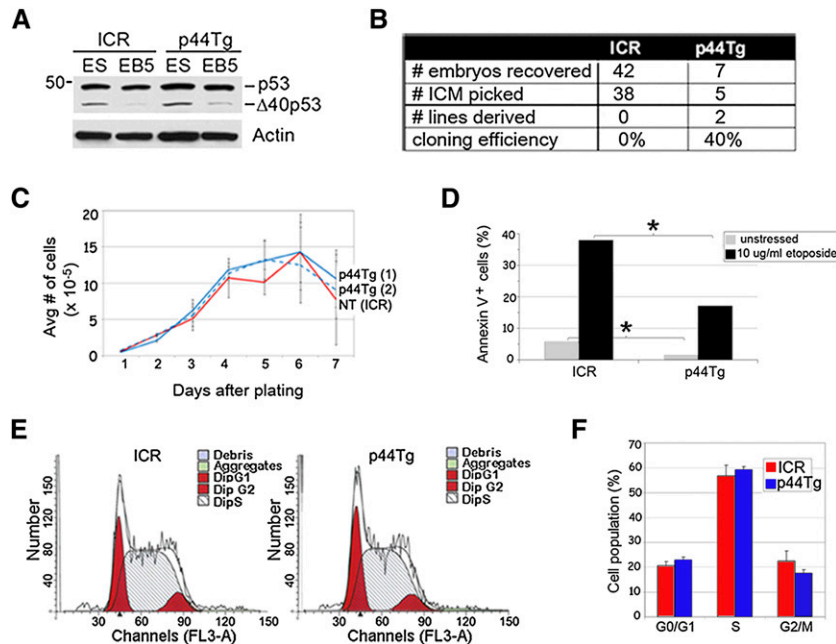 A
ICR p44Tg
ES EB5 ES EB5
50
p53
Δ40p53
Actin
B
ICR p44Tg
# embryos recovered 42 7
# ICM picked 38 5
# lines derived 0 2
cloning efficiency 0% 40%
C
Avg # of cells
(x 10-5)
20
15
10
5
0
1 2 3 4 5 6 7
Days after plating
p44Tg (1)
p44Tg (2)
NT (ICR)
D
Annexin V+ cells (%)
40
30
20
10
0
*
*
unstressed
10 ug/ml etoposide
ICR p44Tg
E
ICR
Debris
Aggregates
DipG1
Dip G2
DipS
Number
150
120
80
40
0
0 30 60 90 120 150
Channels (FL3-A)
p44Tg
Debris
Aggregates
DipG1
Dip G2
DipS
Number
150
120
80
40
0
0 30 60 90 120 150
Channels (FL3-A)
F
Cell population (%)
70
60
50
40
30
20
10
0
ICR
p44Tg
G0/G1 S G2/M